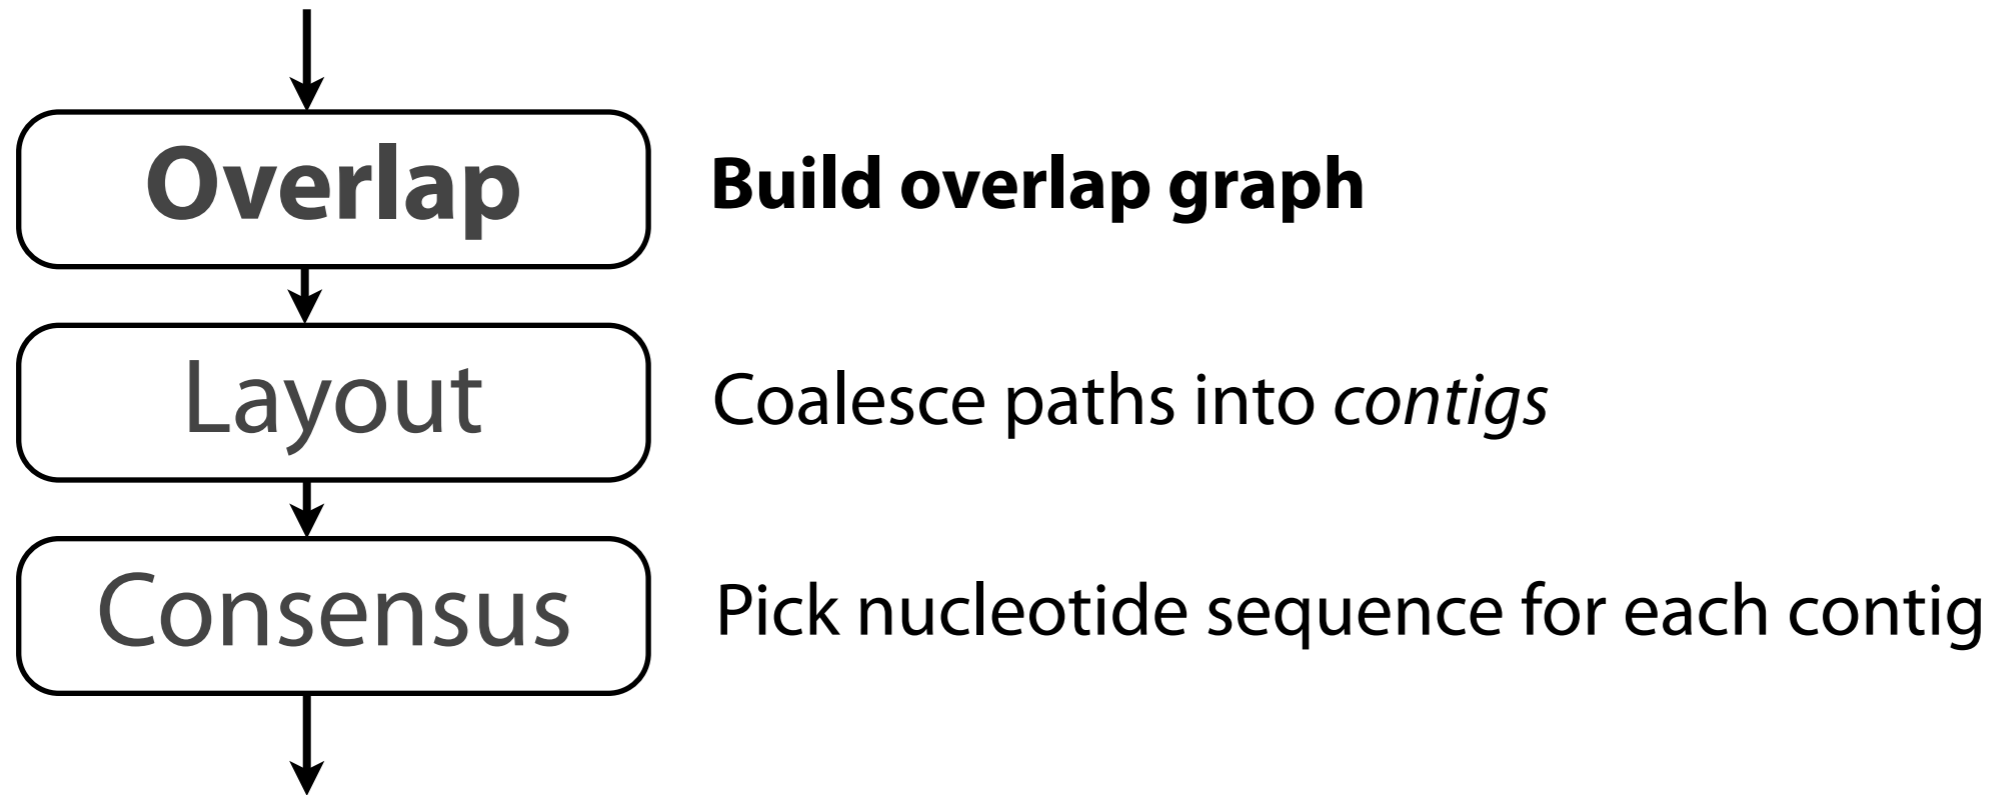 Overlap
Build overlap graph
Layout
Coalesce paths into contigs
Consensus
Pick nucleotide sequence for each contig